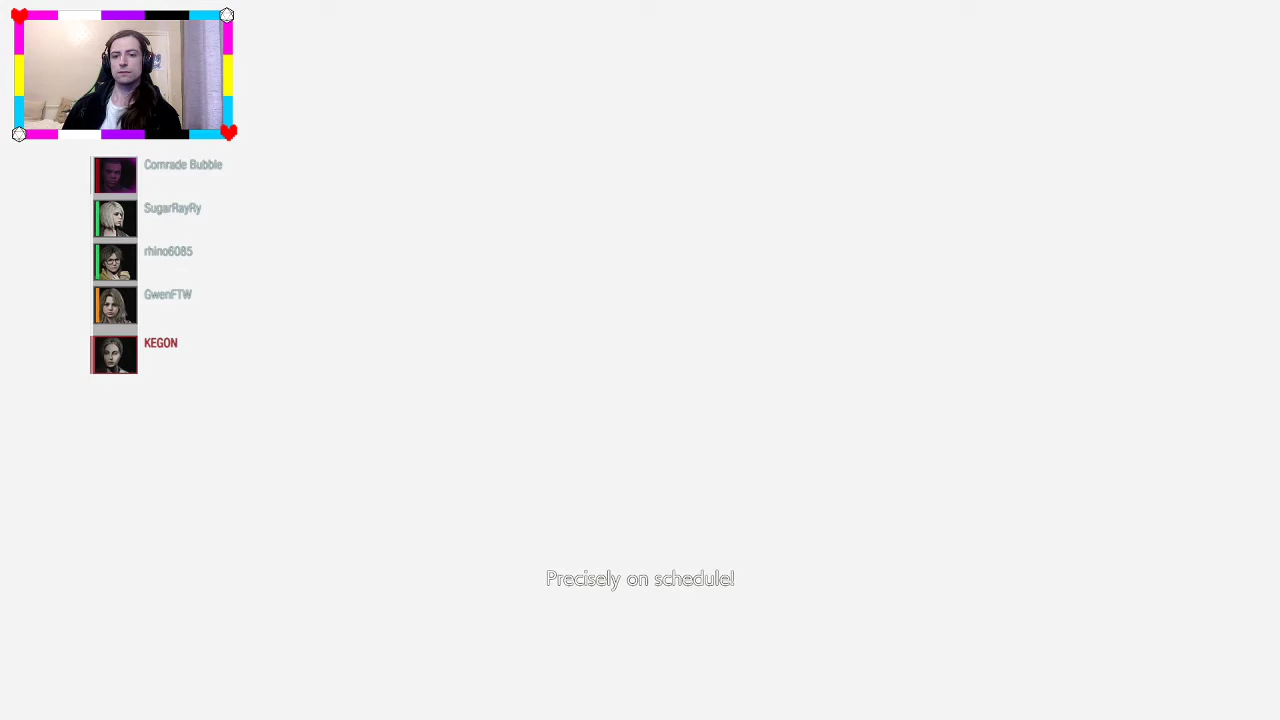 Comrade Bubble
SugarRayRy
rhino6085
GwenFTW
KEGON
Precisely on schedule!